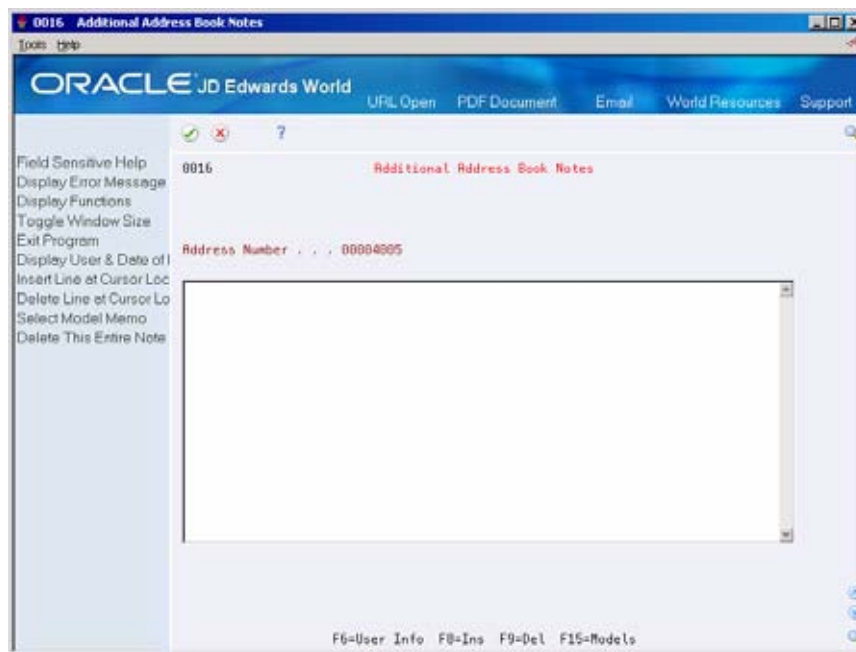 0016 Additional Address Book Notes
Tools Help
ORACLE JD Edwards World
URL Open PDF Document Email World Resources Support
?
Field Sensitive Help
Display Error Message
Display Functions
Toggle Window Size
Exit Program
Display User & Date of
Insert Line at Cursor Loc
Delete Line at Cursor Lo
Select Model Memo
Delete This Entire Note
0016 Additional Address Book Notes
Address Number . . . 00004005
F6=User Info F8=Ins F9=Del F15=Models